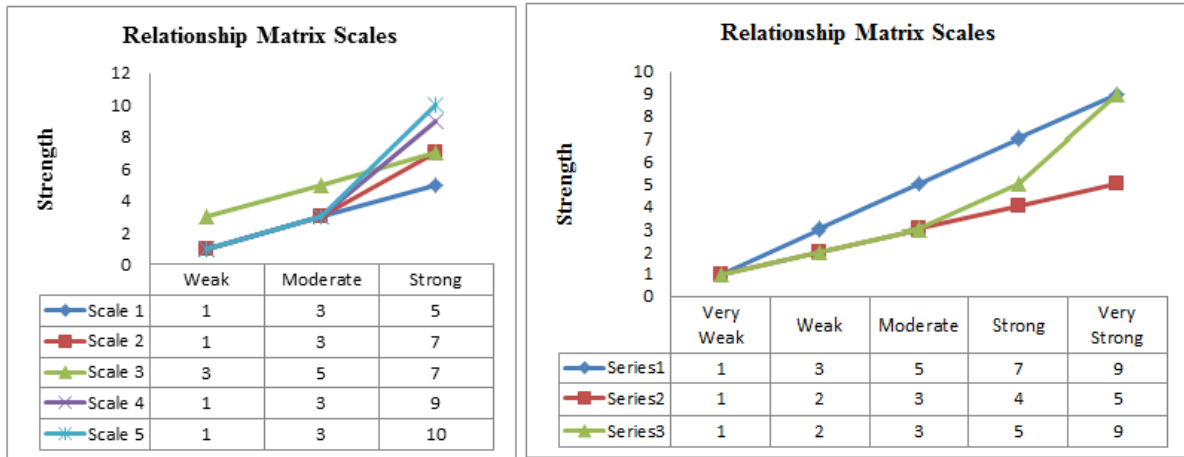 Relationship Matrix Scales
Strength
12
10
8
6
4
2
0
Weak Moderate Strong
Scale 1 1 3 5
Scale 2 1 3 7
Scale 3 3 5 7
Scale 4 1 3 9
Scale 5 1 3 10
Relationship Matrix Scales
Strength
10
9
8
7
6
5
4
3
2
1
0
Very Weak Moderate Strong Very
Weak Strong
Series1 1 3 5 7 9
Series2 1 2 3 4 5
Series3 1 2 3 5 9